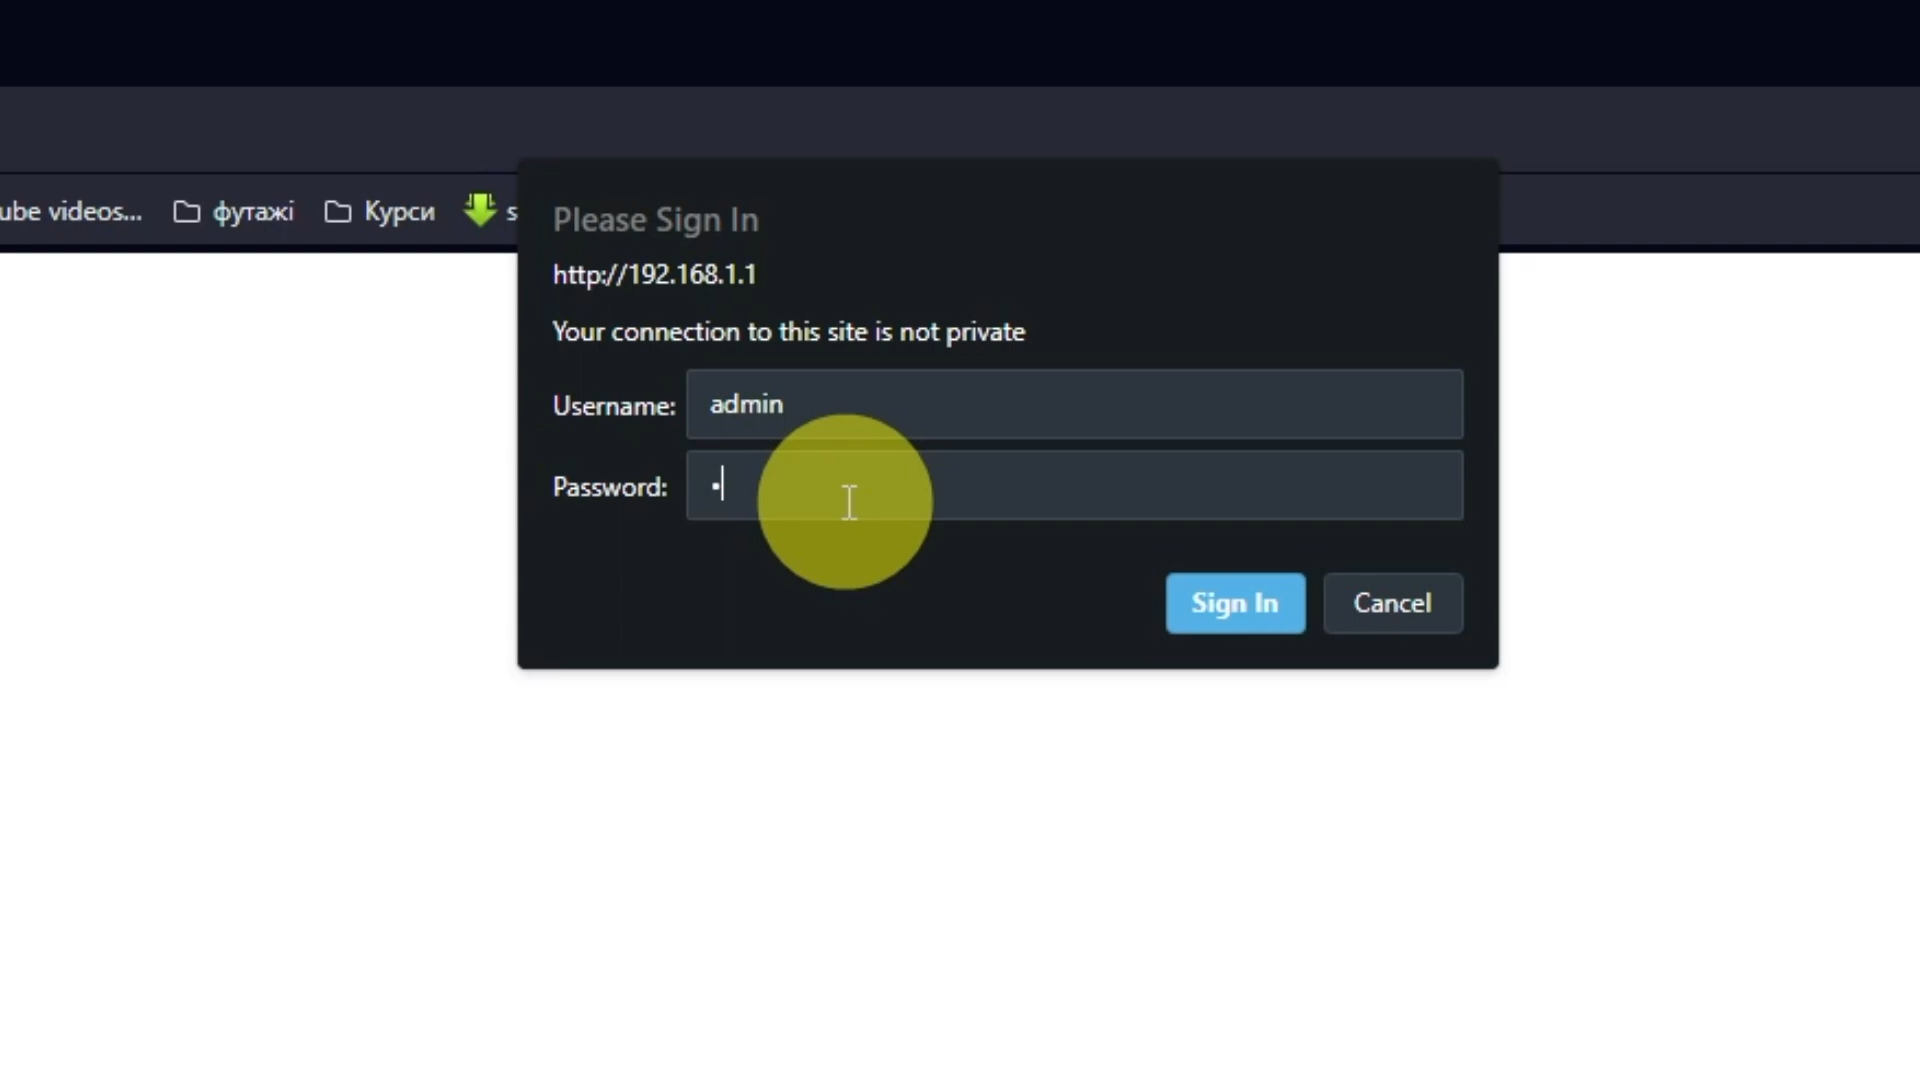 ube videos... футажі Курси s
Please Sign In
http://192.168.1.1
Your connection to this site is not private
Username: admin
Password: •
Sign In Cancel